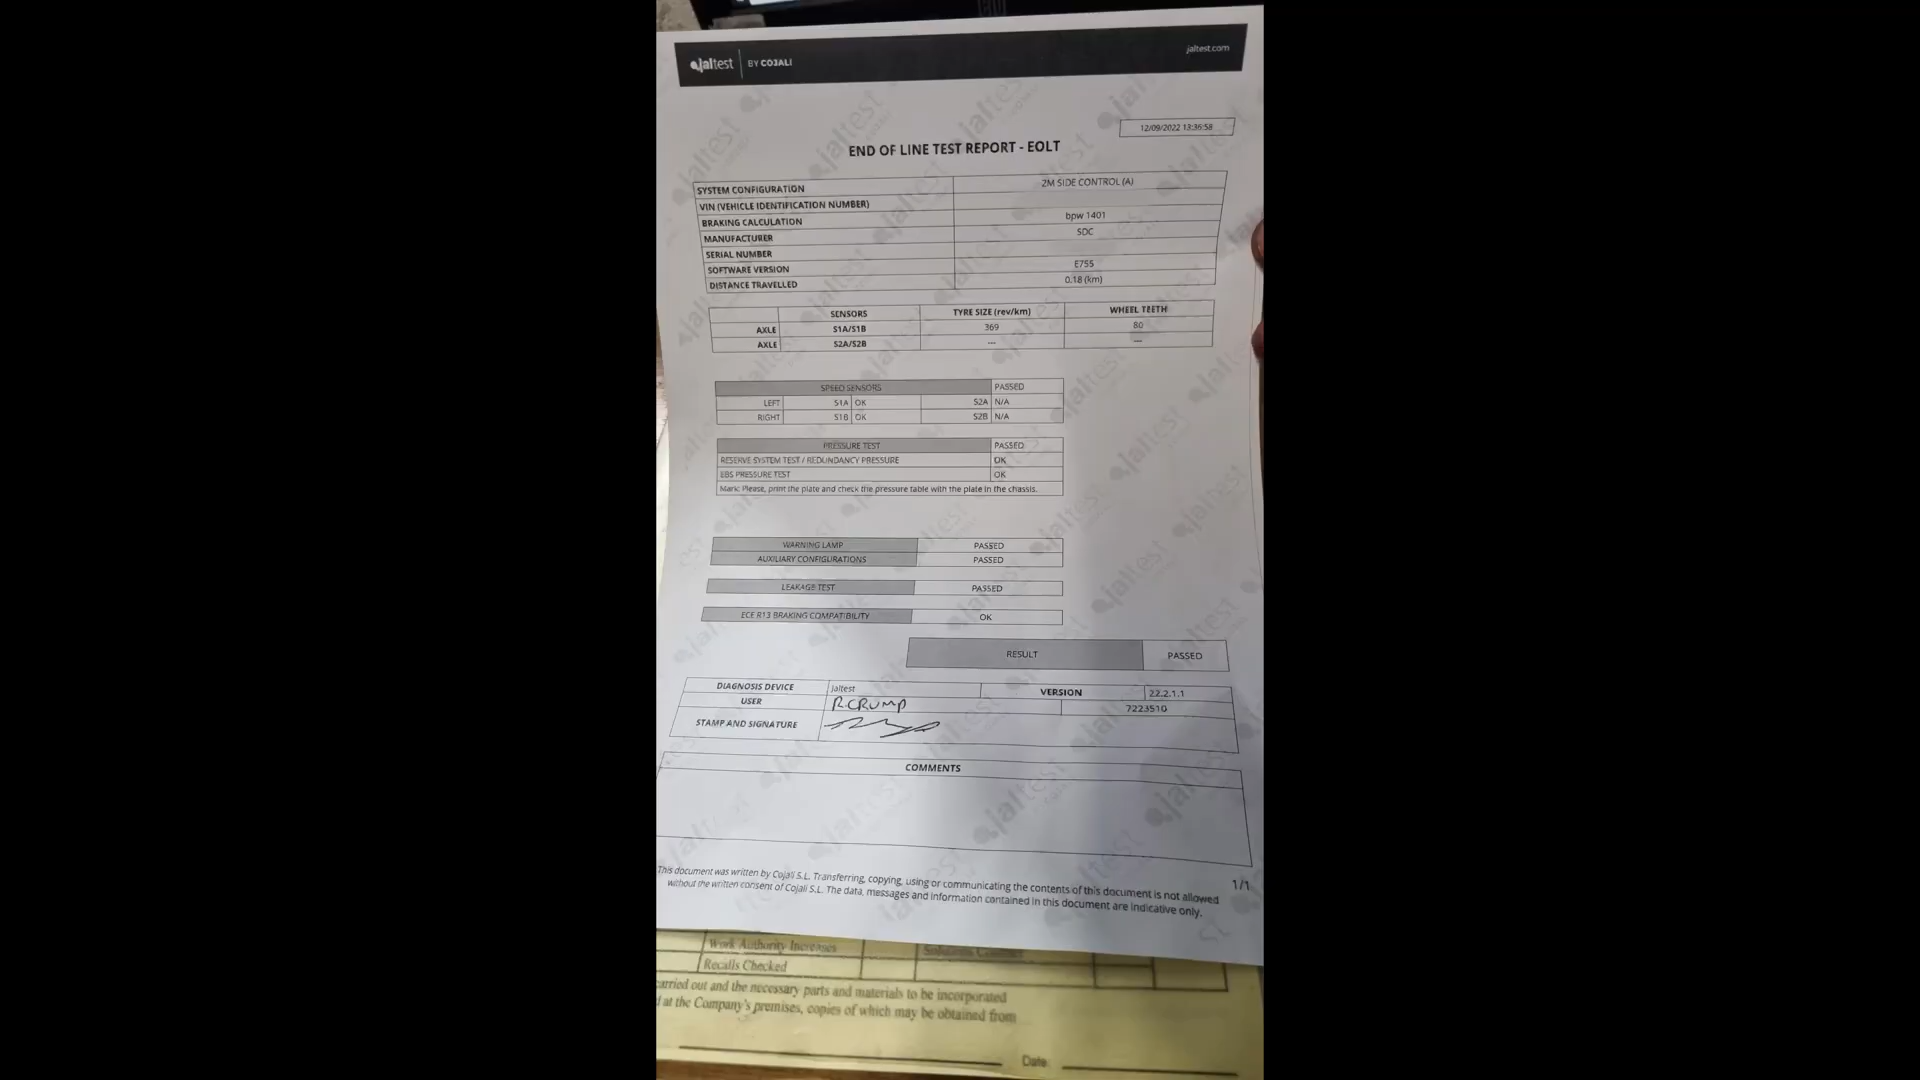 jaltest BY COJALI jaltest.com
12/09/2022 13:36:58
END OF LINE TEST REPORT - EOLT
SYSTEM CONFIGURATION 2M SIDE CONTROL (A)
VIN (VEHICLE IDENTIFICATION NUMBER)
BRAKING CALCULATION bpw 1401
MANUFACTURER SDC
SERIAL NUMBER
SOFTWARE VERSION E755
DISTANCE TRAVELLED 0.18 (km)
SENSORS TYRE SIZE (rev/km) WHEEL TEETH
AXLE S1A/S1B 369 80
AXLE S2A/S2B --- ---
SPEED SENSORS PASSED
LEFT S1A OK S2A N/A
RIGHT S1B OK S2B N/A
PRESSURE TEST PASSED
RESERVE SYSTEM TEST / REDUNDANCY PRESSURE OK
EBS PRESSURE TEST OK
Mark: Please, print the plate and check the pressure table with the plate in the chassis.
WARNING LAMP PASSED
AUXILIARY CONFIGURATIONS PASSED
LEAKAGE TEST PASSED
ECE R13 BRAKING COMPATIBILITY OK
RESULT PASSED
DIAGNOSIS DEVICE Jaltest VERSION 22.2.1.1
USER R.CRUMP 7223510
STAMP AND SIGNATURE
COMMENTS
This document was written by Cojali S.L. Transferring, copying, using or communicating the contents of this document is not allowed
without the written consent of Cojali S.L. The data, messages and information contained in this document are indicative only.
1/1
Work Authority Increases
Recalls Checked
carried out and the necessary parts and materials to be incorporated
at the Company's premises, copies of which may be obtained from
Date